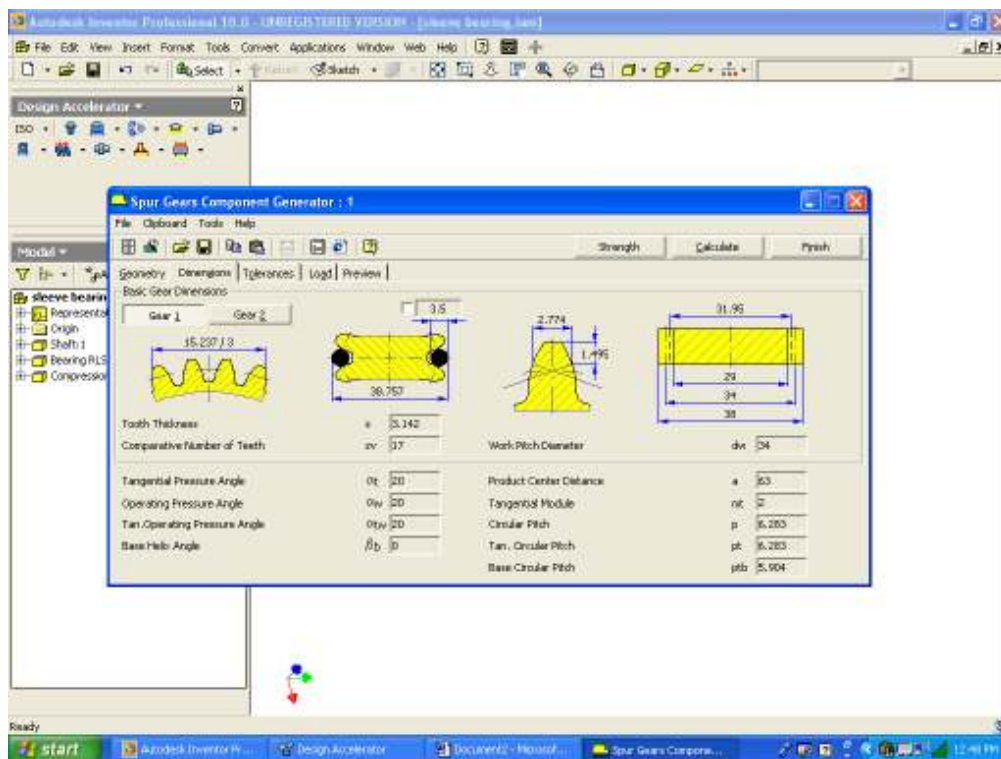 Autodesk Inventor Professional 10.0 - UNREGISTERED VERSION - [sleeve bearing.iam]
File Edit View Insert Format Tools Convert Applications Window Web Help
Select Sketch
Design Accelerator
ISO
Model
sleeve bearin
Representat
Origin
Shaft:1
Bearing RLS
Compression
Spur Gears Component Generator : 1
File Clipboard Tools Help
Strength Calculate Finish
Geometry Dimensions Tolerances Load Preview
Basic Gear Dimensions
Gear 1 Gear 2
15.237 / 3
3.5
38.757
2.774
1.495
31.95
29
34
38
Tooth Thickness s 3.142
Comparative Number of Teeth zv 17
Work Pitch Diameter dw 34
Tangential Pressure Angle αt 20
Product Center Distance a 63
Operating Pressure Angle αw 20
Tangential Module mt 2
Tan.Operating Pressure Angle αtw 20
Circular Pitch p 6.283
Base Helix Angle βb 0
Tan. Circular Pitch pt 6.283
Base Circular Pitch ptb 5.904
Ready
start Autodesk Inventor Pr... Design Accelerator Document2 - Microsof... Spur Gears Compone... 12:41 PM